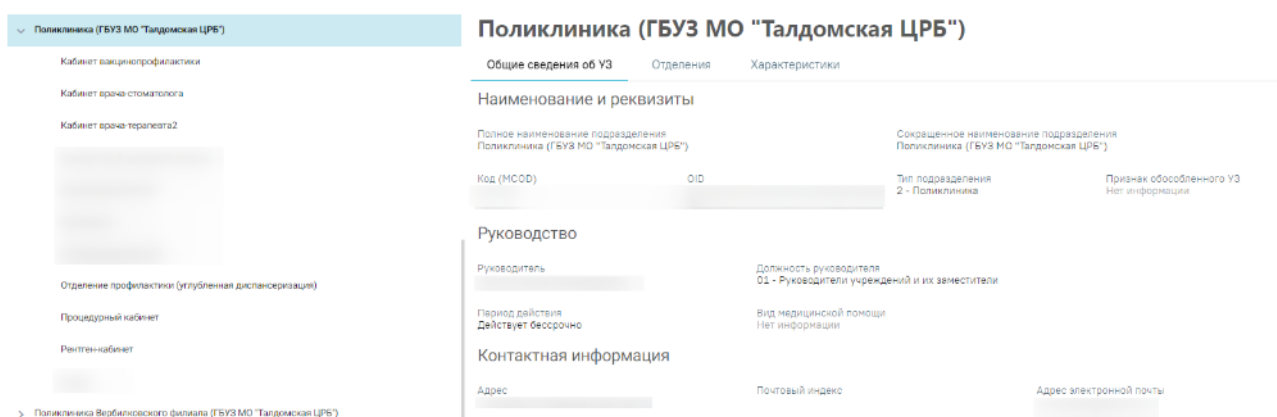 Поликлиника (ГБУЗ МО "Талдомская ЦРБ")
Кабинет вакцинопрофилактики
Кабинет врача-стоматолога
Кабинет врача-терапевта2
Отделение профилактики (углубленная диспансеризация)
Процедурный кабинет
Рентген-кабинет
Поликлиника Вербилковского филиала (ГБУЗ МО "Талдомская ЦРБ")
Поликлиника (ГБУЗ МО "Талдомская ЦРБ")
Общие сведения об УЗ Отделения Характеристики
Наименование и реквизиты
Полное наименование подразделения Сокращенное наименование подразделения
Поликлиника (ГБУЗ МО "Талдомская ЦРБ") Поликлиника (ГБУЗ МО "Талдомская ЦРБ")
Код (MCOD) OID Тип подразделения Признак обособленного УЗ
2 - Поликлиника Нет информации
Руководство
Руководитель Должность руководителя
01 - Руководители учреждений и их заместители
Период действия Вид медицинской помощи
Действует бессрочно Нет информации
Контактная информация
Адрес Почтовый индекс Адрес электронной почты